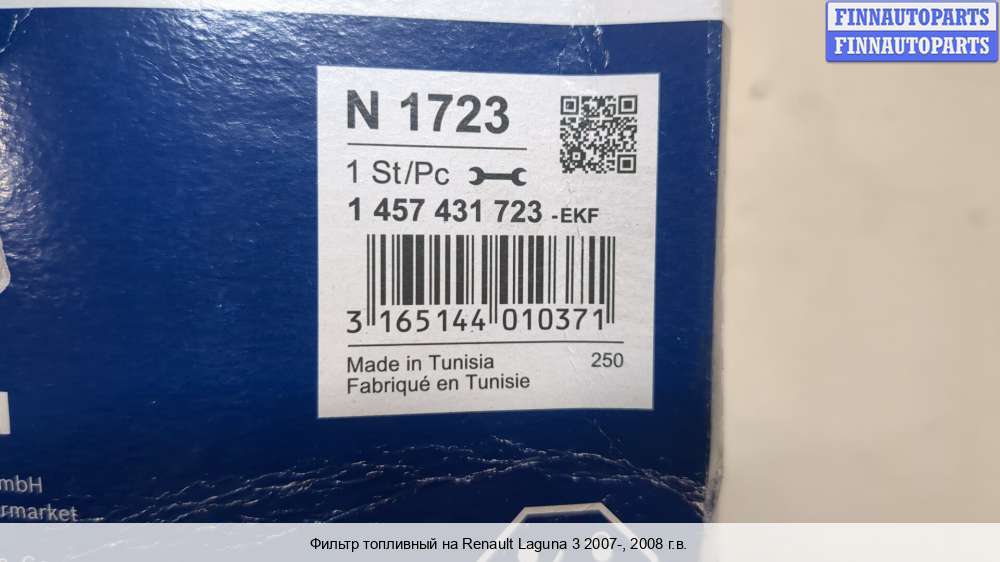 FINNAUTOPARTS
FINNAUTOPARTS
N 1723
1 St/Pc
1 457 431 723 -EKF
3 165144 010371
Made in Tunisia 250
Fabriqué en Tunisie
mbH
rmarket
Фильтр топливный на Renault Laguna 3 2007-, 2008 г.в.